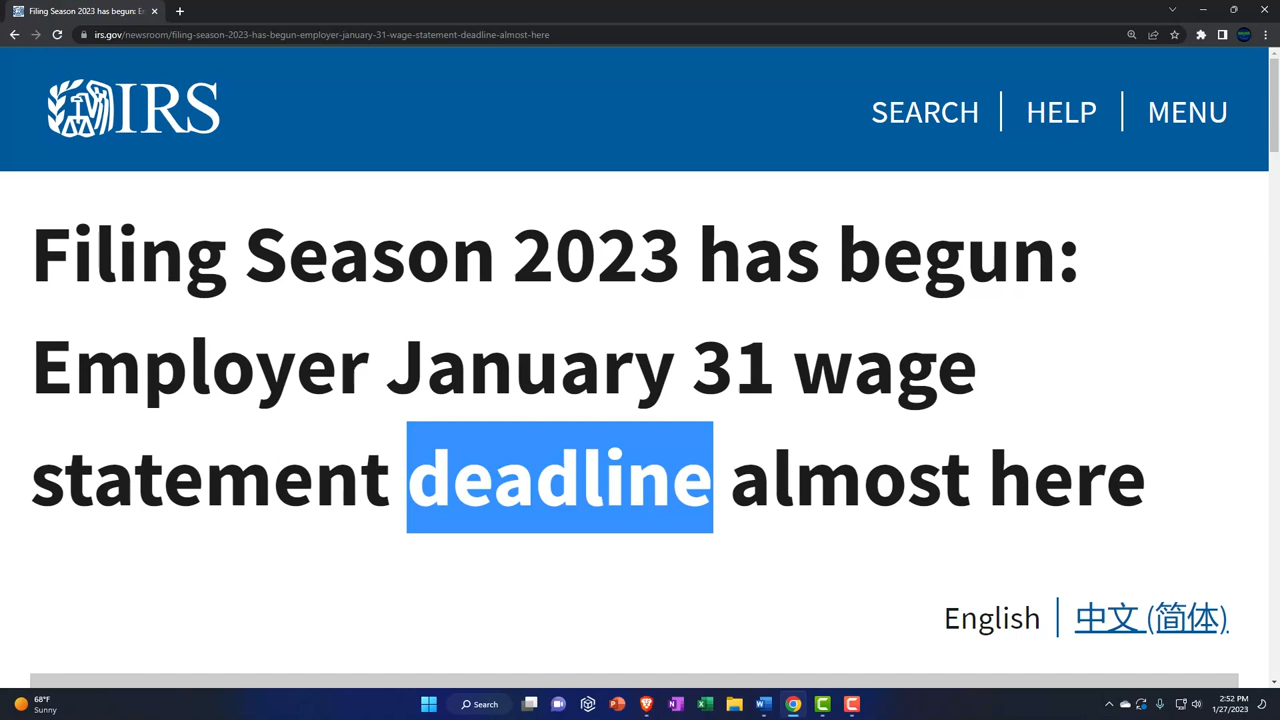 Filing Season 2023 has begun: E
irs.gov/newsroom/filing-season-2023-has-begun-employer-january-31-wage-statement-deadline-almost-here
IRS
SEARCH
HELP
MENU
Filing Season 2023 has begun:
Employer January 31 wage
statement deadline almost here
English
中文 (简体)
68°F
Sunny
Search
2:52 PM
1/27/2023